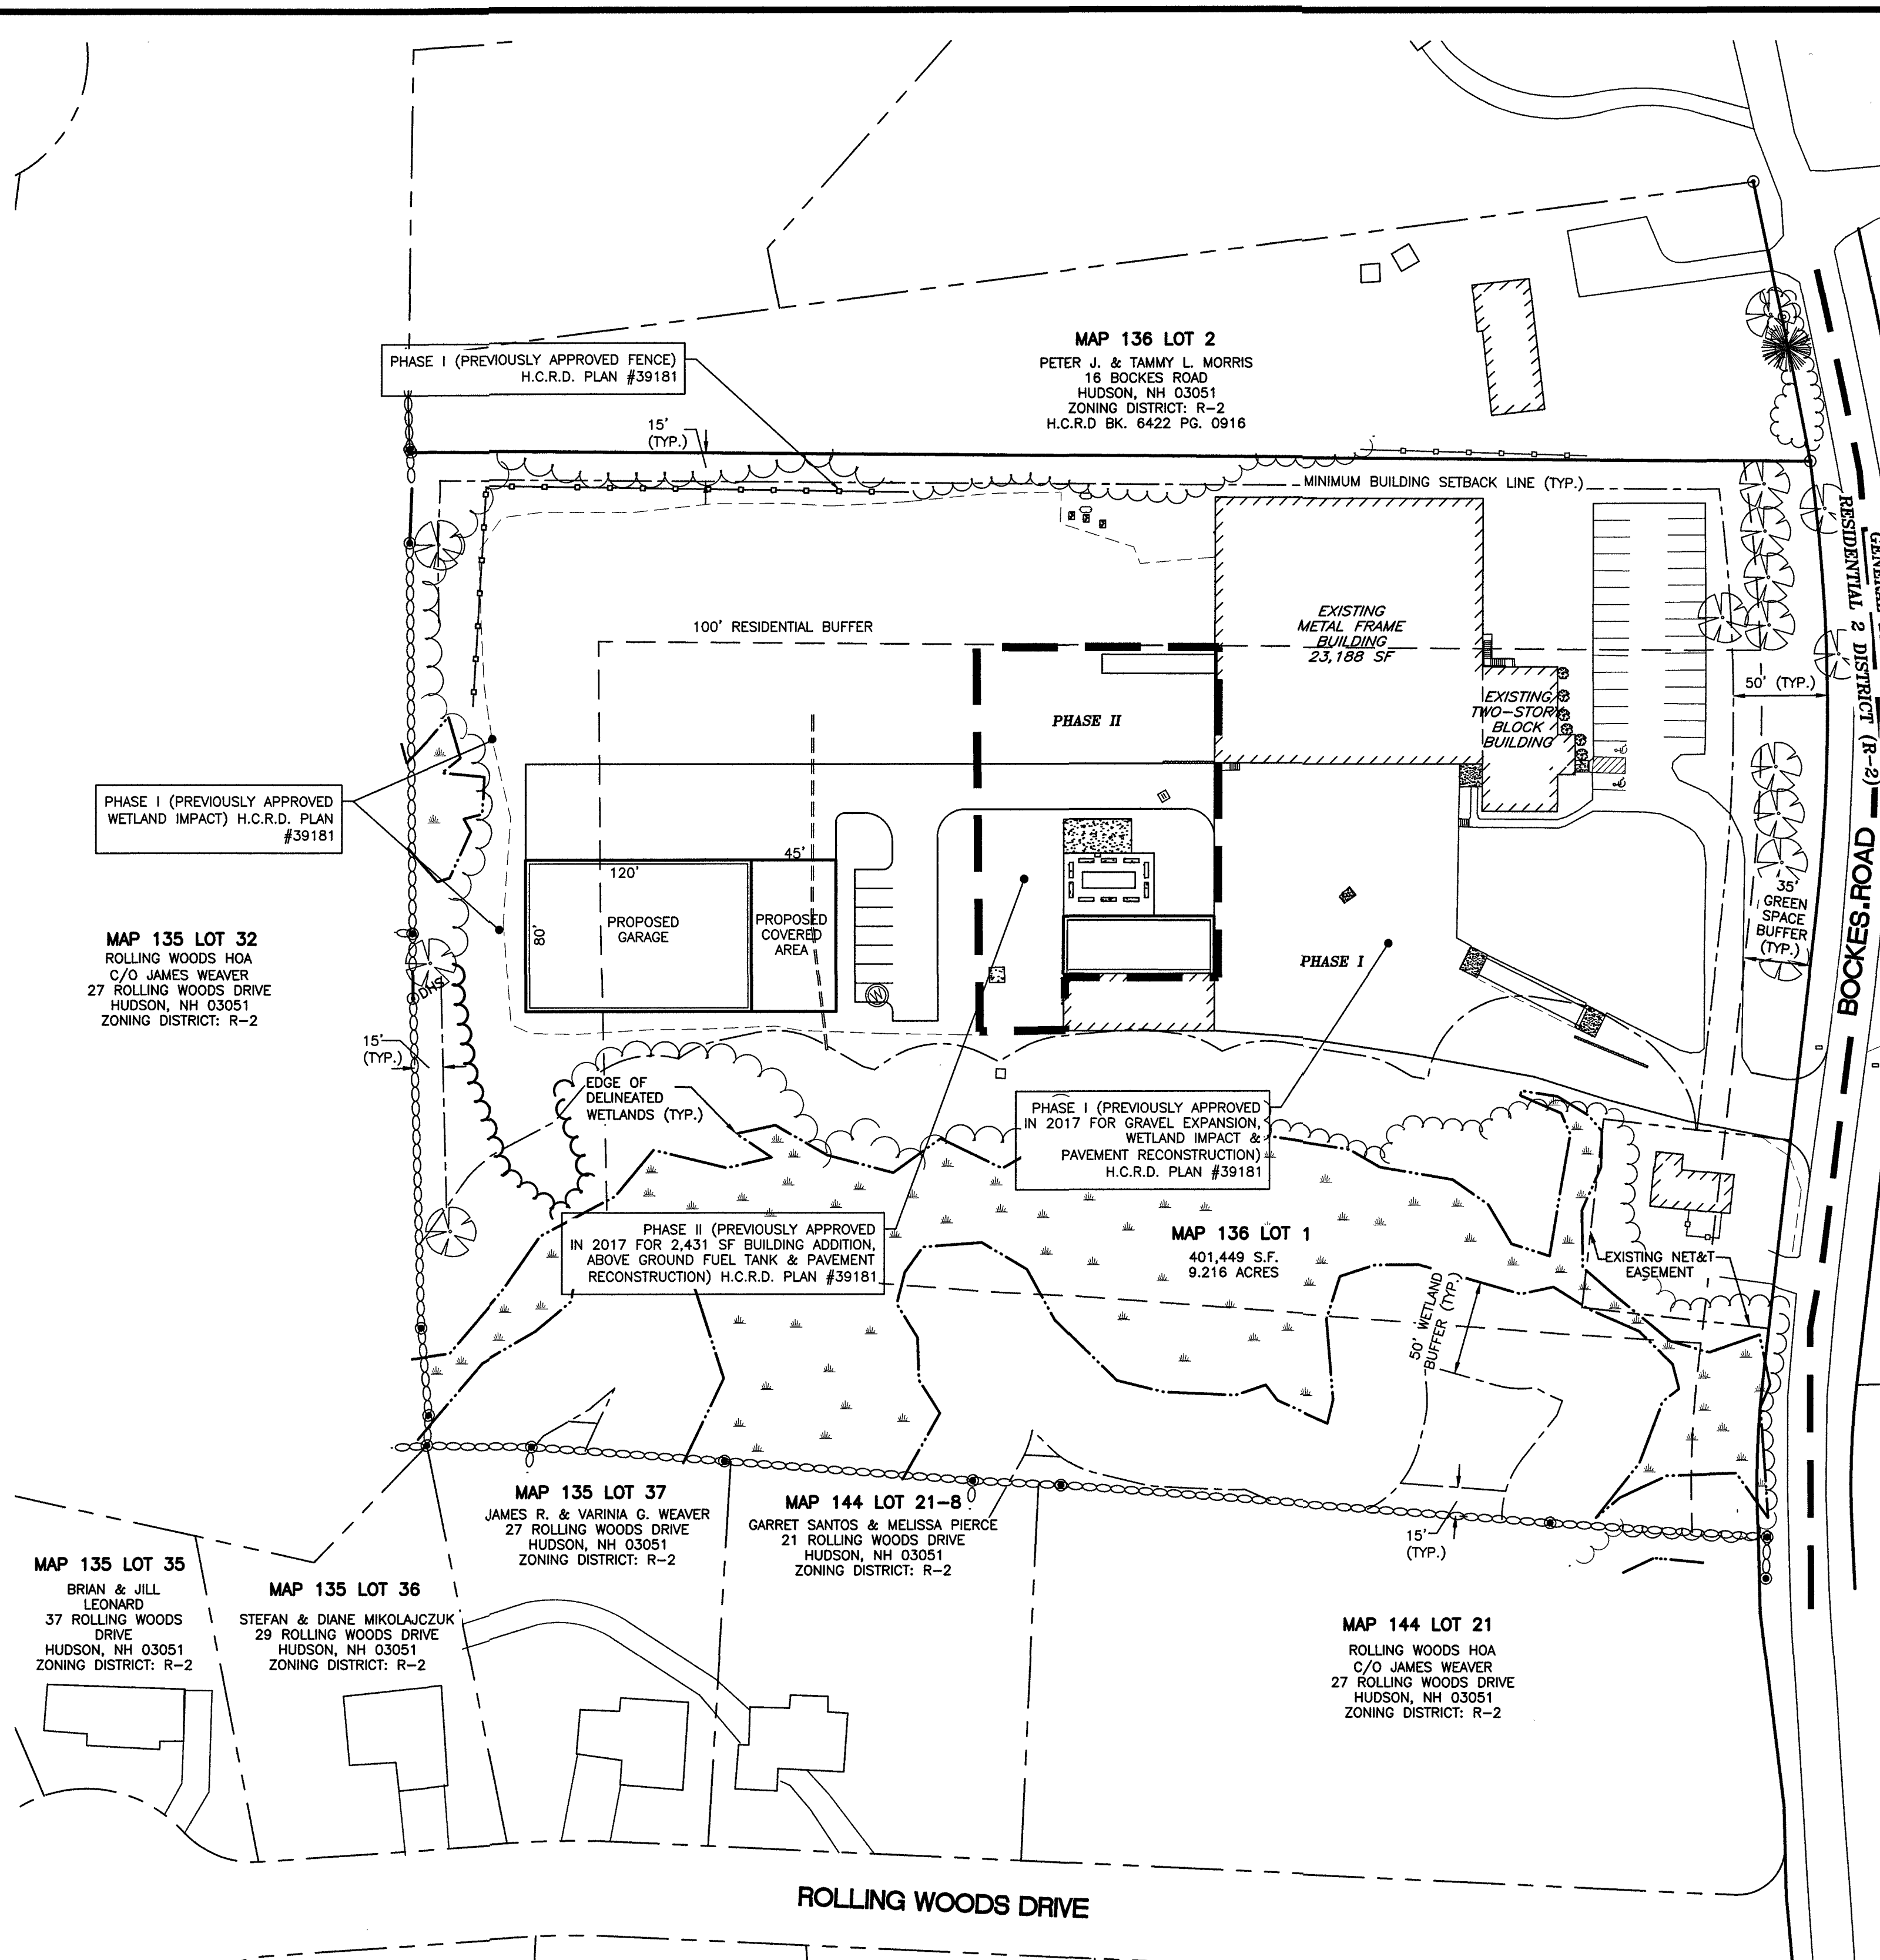 MAP 136 LOT 2
PETER J. & TAMMY L. MORRIS
16 BOCKES ROAD
HUDSON, NH 03051
ZONING DISTRICT: R-2
H.C.R.D BK. 6422 PG. 0916
PHASE I (PREVIOUSLY APPROVED FENCE)
H.C.R.D. PLAN #39181
15'
(TYP.)
MINIMUM BUILDING SETBACK LINE (TYP.)
RESIDENTIAL 2 DISTRICT (R-2)
100' RESIDENTIAL BUFFER
EXISTING
METAL FRAME
BUILDING
23,188 SF
EXISTING
TWO-STORY
BLOCK
BUILDING
50' (TYP.)
PHASE II
PHASE I (PREVIOUSLY APPROVED
WETLAND IMPACT) H.C.R.D. PLAN
#39181
45'
120'
80'
PROPOSED
GARAGE
PROPOSED
COVERED
AREA
W
35'
GREEN
SPACE
BUFFER
(TYP.)
BOCKES ROAD
PHASE I
MAP 135 LOT 32
ROLLING WOODS HOA
C/O JAMES WEAVER
27 ROLLING WOODS DRIVE
HUDSON, NH 03051
ZONING DISTRICT: R-2
DHS
15'
(TYP.)
EDGE OF
DELINEATED
WETLANDS (TYP.)
PHASE I (PREVIOUSLY APPROVED
IN 2017 FOR GRAVEL EXPANSION,
WETLAND IMPACT &
PAVEMENT RECONSTRUCTION)
H.C.R.D. PLAN #39181
PHASE II (PREVIOUSLY APPROVED
IN 2017 FOR 2,431 SF BUILDING ADDITION,
ABOVE GROUND FUEL TANK & PAVEMENT
RECONSTRUCTION) H.C.R.D. PLAN #39181
MAP 136 LOT 1
401,449 S.F.
9.216 ACRES
EXISTING NET&T
EASEMENT
50' WETLAND
BUFFER (TYP.)
15'
(TYP.)
MAP 135 LOT 37
JAMES R. & VARINIA G. WEAVER
27 ROLLING WOODS DRIVE
HUDSON, NH 03051
ZONING DISTRICT: R-2
MAP 144 LOT 21-8
GARRET SANTOS & MELISSA PIERCE
21 ROLLING WOODS DRIVE
HUDSON, NH 03051
ZONING DISTRICT: R-2
MAP 135 LOT 35
BRIAN & JILL
LEONARD
37 ROLLING WOODS
DRIVE
HUDSON, NH 03051
ZONING DISTRICT: R-2
MAP 135 LOT 36
STEFAN & DIANE MIKOLAJCZUK
29 ROLLING WOODS DRIVE
HUDSON, NH 03051
ZONING DISTRICT: R-2
MAP 144 LOT 21
ROLLING WOODS HOA
C/O JAMES WEAVER
27 ROLLING WOODS DRIVE
HUDSON, NH 03051
ZONING DISTRICT: R-2
ROLLING WOODS DRIVE